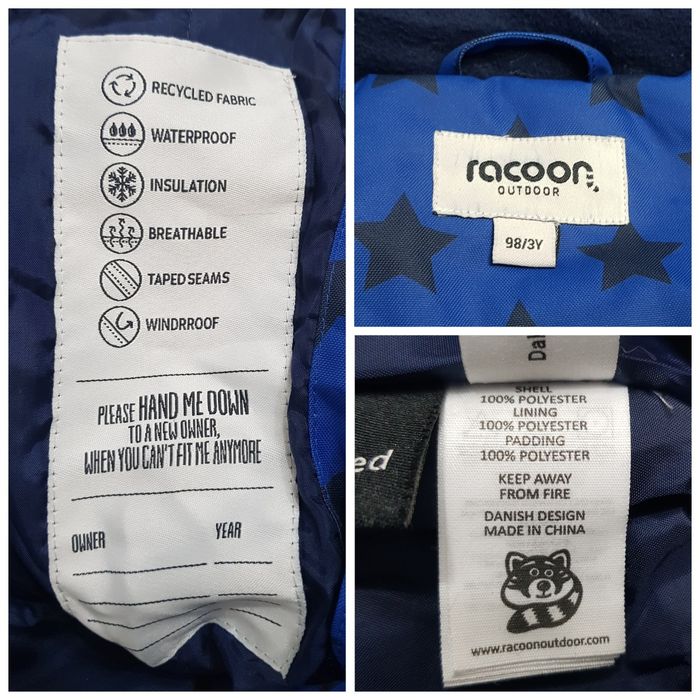 RECYCLED FABRIC
WATERPROOF
INSULATION
BREATHABLE
TAPED SEAMS
WINDRROOF
PLEASE HAND ME DOWN
TO A NEW OWNER,
WHEN YOU CAN'T FIT ME ANYMORE
OWNER YEAR
racoon
OUTDOOR
98/3Y
SHELL
100% POLYESTER
LINING
100% POLYESTER
PADDING
100% POLYESTER
KEEP AWAY
FROM FIRE
DANISH DESIGN
MADE IN CHINA
www.racoonoutdoor.com